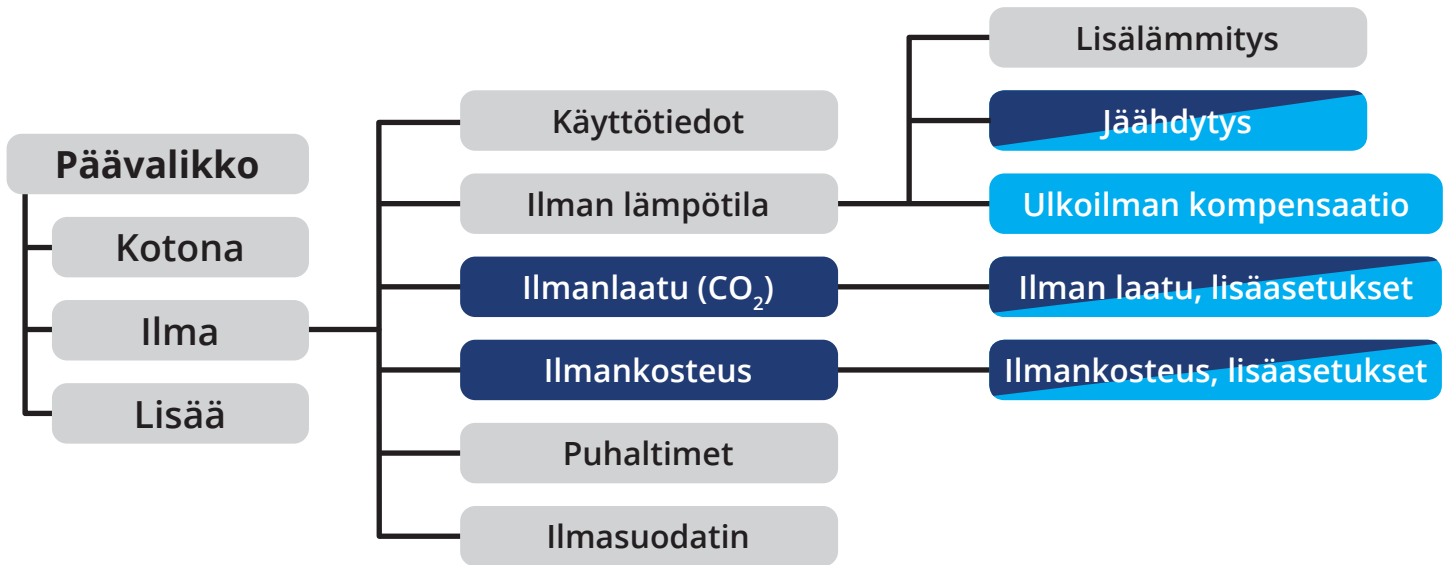 Päävalikko
Kotona
Ilma
Lisää
Käyttötiedot
Ilman lämpötila
Ilmanlaatu (CO₂)
Ilmankosteus
Puhaltimet
Ilmasuodatin
Lisälämmitys
Jäähdytys
Ulkoilman kompensaatio
Ilman laatu, lisäasetukset
Ilmankosteus, lisäasetukset